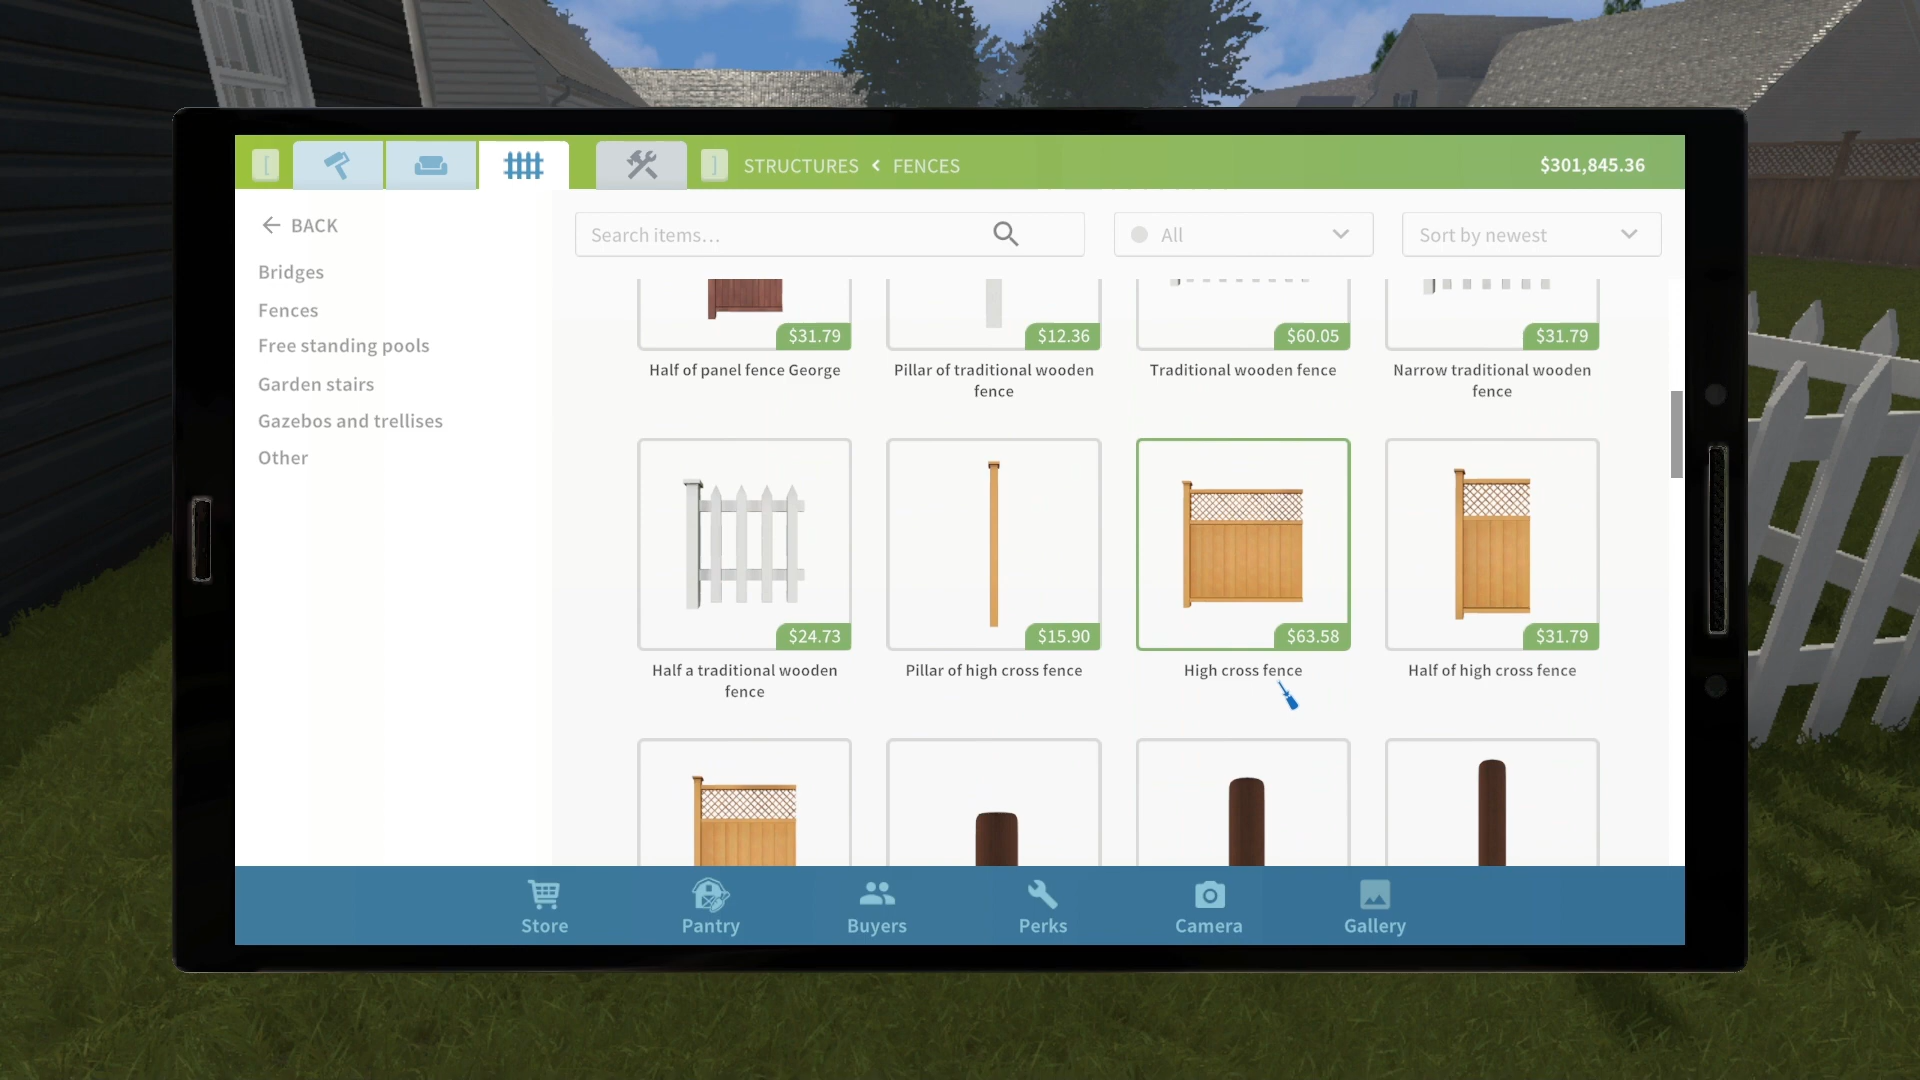 [
]
STRUCTURES < FENCES
$301,845.36
BACK
Bridges
Fences
Free standing pools
Garden stairs
Gazebos and trellises
Other
Search items...
All
Sort by newest
$31.79
$12.36
$60.05
$31.79
Half of panel fence George
Pillar of traditional wooden
fence
Traditional wooden fence
Narrow traditional wooden
fence
$24.73
$15.90
$63.58
$31.79
Half a traditional wooden
fence
Pillar of high cross fence
High cross fence
Half of high cross fence
Store
Pantry
Buyers
Perks
Camera
Gallery